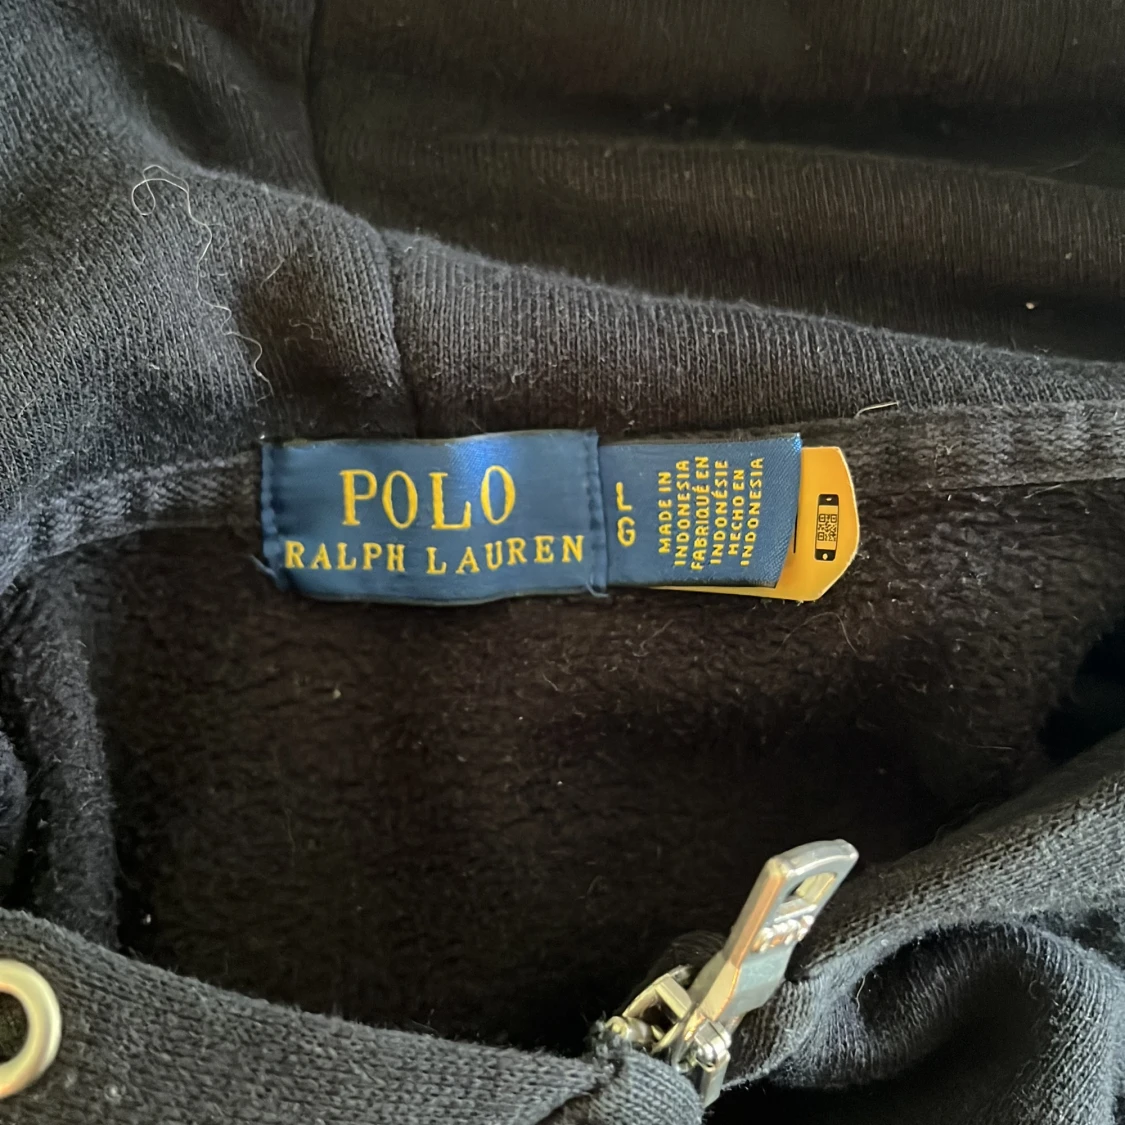 POLO
RALPH LAUREN
L
G
MADE IN
INDONESIA
FABRIQUÉ EN
INDONÉSIE
HECHO EN
INDONESIA